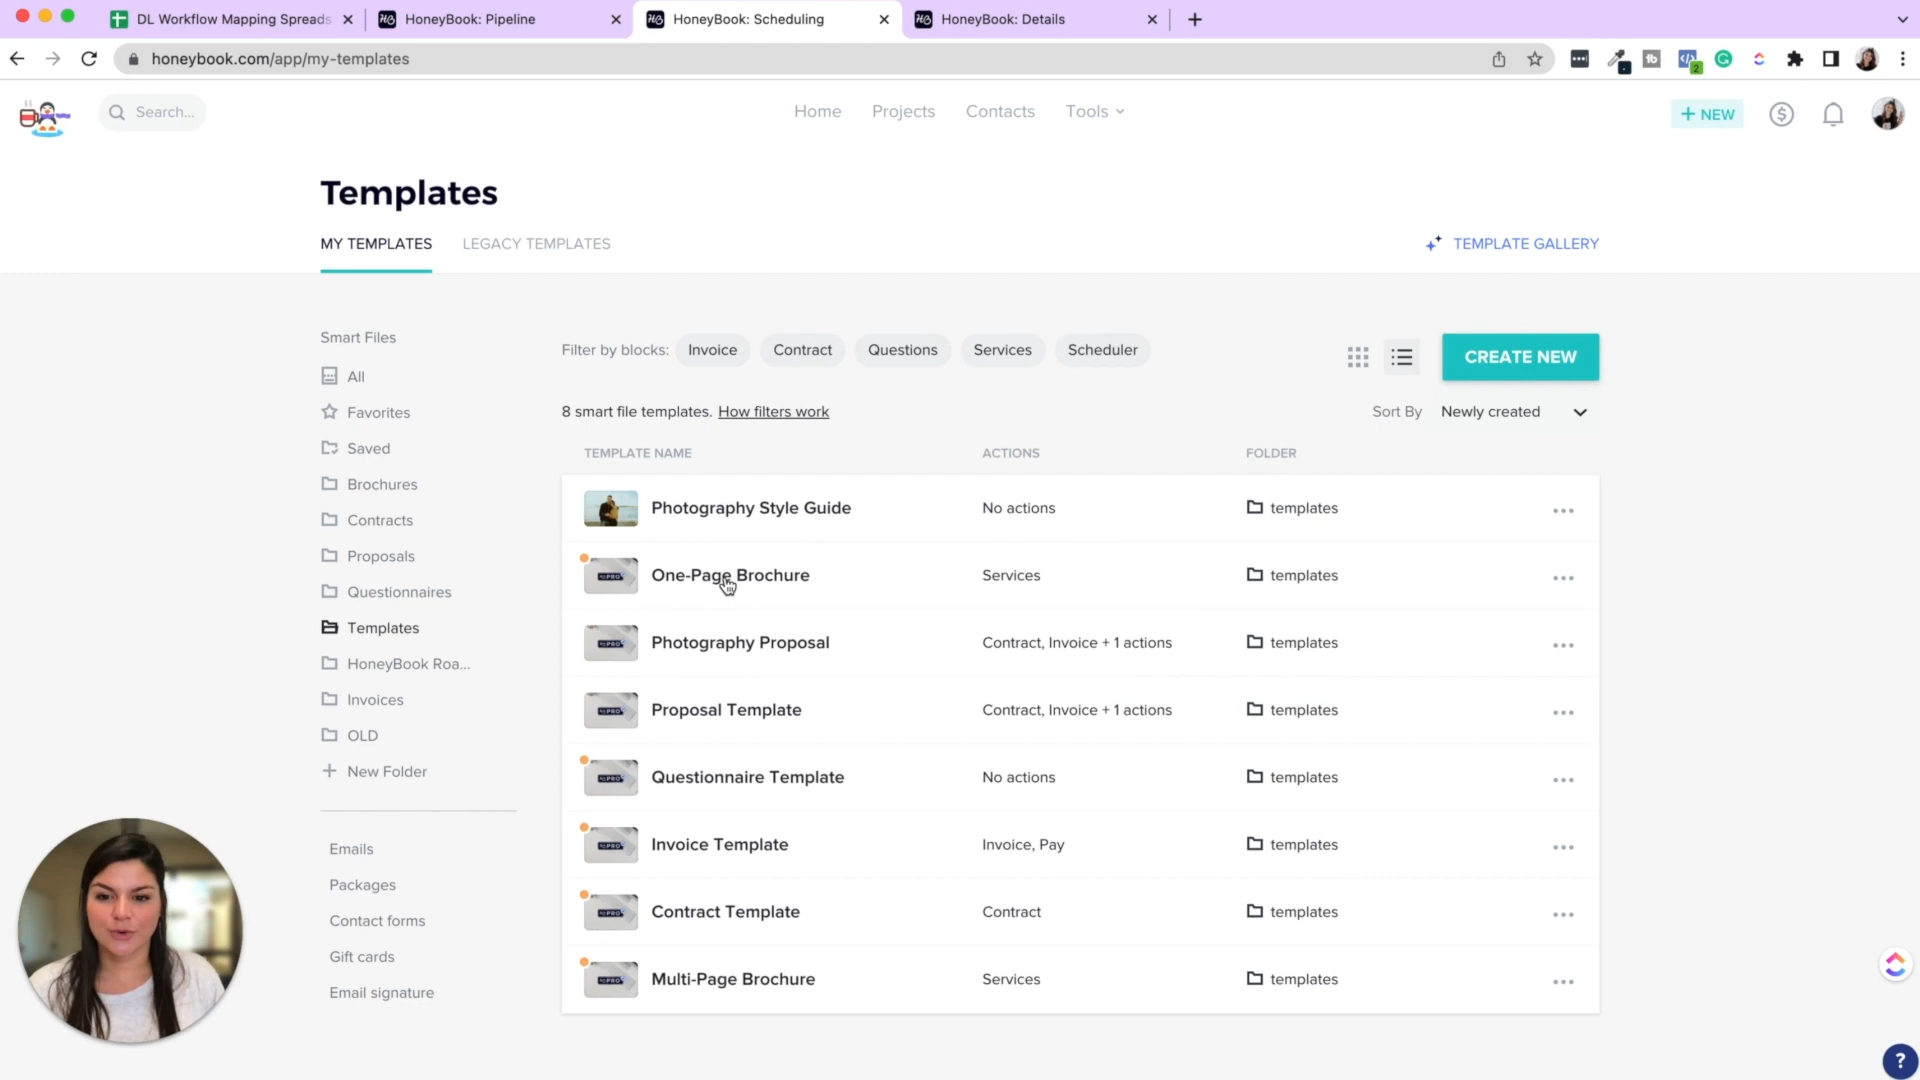 DL Workflow Mapping Spreads
HoneyBook: Pipeline
HoneyBook: Scheduling
HoneyBook: Details
honeybook.com/app/my-templates
2
Search...
Home
Projects
Contacts
Tools
+ NEW
Templates
MY TEMPLATES
LEGACY TEMPLATES
TEMPLATE GALLERY
Smart Files
All
Favorites
Saved
Brochures
Contracts
Proposals
Questionnaires
Templates
HoneyBook Roa...
Invoices
OLD
+ New Folder
Emails
Packages
Contact forms
Gift cards
Email signature
Filter by blocks: Invoice Contract Questions Services Scheduler
CREATE NEW
8 smart file templates. How filters work
Sort By Newly created
TEMPLATE NAME ACTIONS FOLDER
Photography Style Guide No actions templates
One-Page Brochure Services templates
Photography Proposal Contract, Invoice + 1 actions templates
Proposal Template Contract, Invoice + 1 actions templates
Questionnaire Template No actions templates
Invoice Template Invoice, Pay templates
Contract Template Contract templates
Multi-Page Brochure Services templates
?